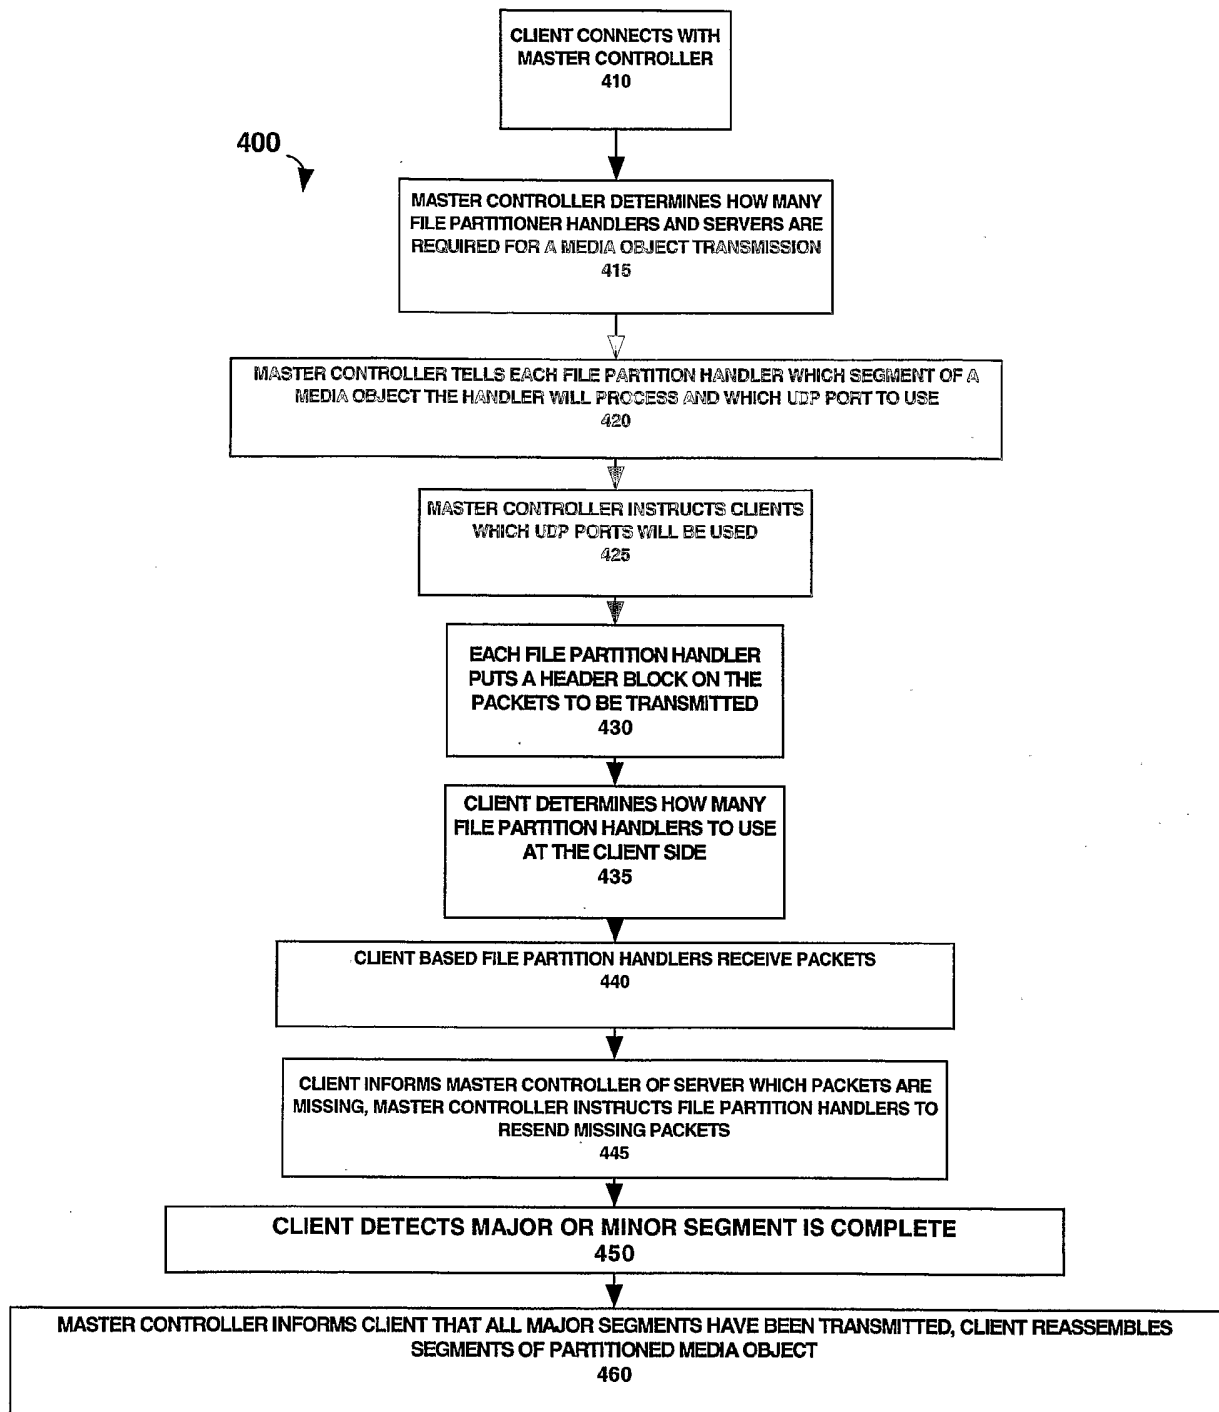 CLIENT CONNECTS WITH
MASTER CONTROLLER
410
400
MASTER CONTROLLER DETERMINES HOW MANY
FILE PARTITIONER HANDLERS AND SERVERS ARE
REQUIRED FOR A MEDIA OBJECT TRANSMISSION
415
MASTER CONTROLLER TELLS EACH FILE PARTITION HANDLER WHICH SEGMENT OF A
MEDIA OBJECT THE HANDLER WILL PROCESS AND WHICH UDP PORT TO USE
420
MASTER CONTROLLER INSTRUCTS CLIENTS
WHICH UDP PORTS WILL BE USED
425
EACH FILE PARTITION HANDLER
PUTS A HEADER BLOCK ON THE
PACKETS TO BE TRANSMITTED
430
CLIENT DETERMINES HOW MANY
FILE PARTITION HANDLERS TO USE
AT THE CLIENT SIDE
435
CLIENT BASED FILE PARTITION HANDLERS RECEIVE PACKETS
440
CLIENT INFORMS MASTER CONTROLLER OF SERVER WHICH PACKETS ARE
MISSING, MASTER CONTROLLER INSTRUCTS FILE PARTITION HANDLERS TO
RESEND MISSING PACKETS
445
CLIENT DETECTS MAJOR OR MINOR SEGMENT IS COMPLETE
450
MASTER CONTROLLER INFORMS CLIENT THAT ALL MAJOR SEGMENTS HAVE BEEN TRANSMITTED, CLIENT REASSEMBLES
SEGMENTS OF PARTITIONED MEDIA OBJECT
460